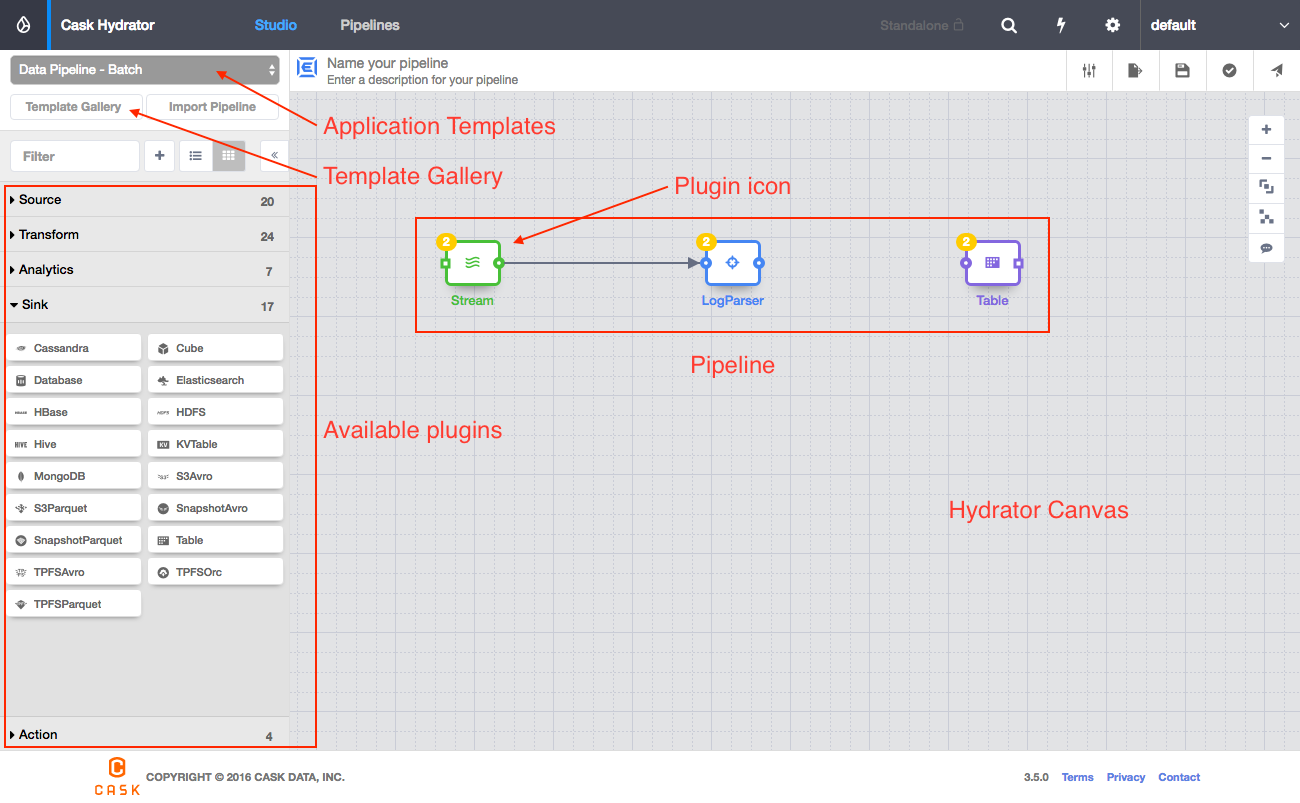 Cask Hydrator
Studio
Pipelines
Standalone
default
Data Pipeline - Batch
Name your pipeline
Enter a description for your pipeline
Template Gallery
Import Pipeline
Application Templates
Filter
Template Gallery
Plugin icon
Source 20
Transform 24
Analytics 7
Sink 17
2
2
2
Stream
LogParser
Table
Pipeline
Cassandra
Cube
Database
Elasticsearch
HBase
HDFS
Hive
KVTable
MongoDB
S3Avro
S3Parquet
SnapshotAvro
SnapshotParquet
Table
TPFSAvro
TPFSOrc
TPFSParquet
Available plugins
Hydrator Canvas
Action 4
CASK
COPYRIGHT © 2016 CASK DATA, INC.
3.5.0
Terms
Privacy
Contact